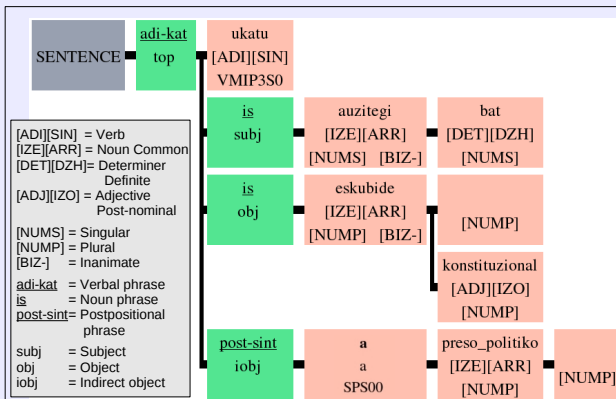 SENTENCE
adi-kat
top
ukatu
[ADI][SIN]
VMIP3S0
is
subj
auzitegi
[IZE][ARR]
[NUMS] [BIZ-]
bat
[DET][DZH]
[NUMS]
is
obj
eskubide
[IZE][ARR]
[NUMP] [BIZ-]
[NUMP]
konstituzional
[ADJ][IZO]
[NUMP]
post-sint
iobj
a
a
SPS00
preso_politiko
[IZE][ARR]
[NUMP]
[NUMP]
[ADI][SIN] = Verb
[IZE][ARR] = Noun Common
[DET][DZH]= Determiner
Definite
[ADJ][IZO] = Adjective
Post-nominal
[NUMS] = Singular
[NUMP] = Plural
[BIZ-] = Inanimate
adi-kat = Verbal phrase
is = Noun phrase
post-sint= Postpositional
phrase
subj = Subject
obj = Object
iobj = Indirect object